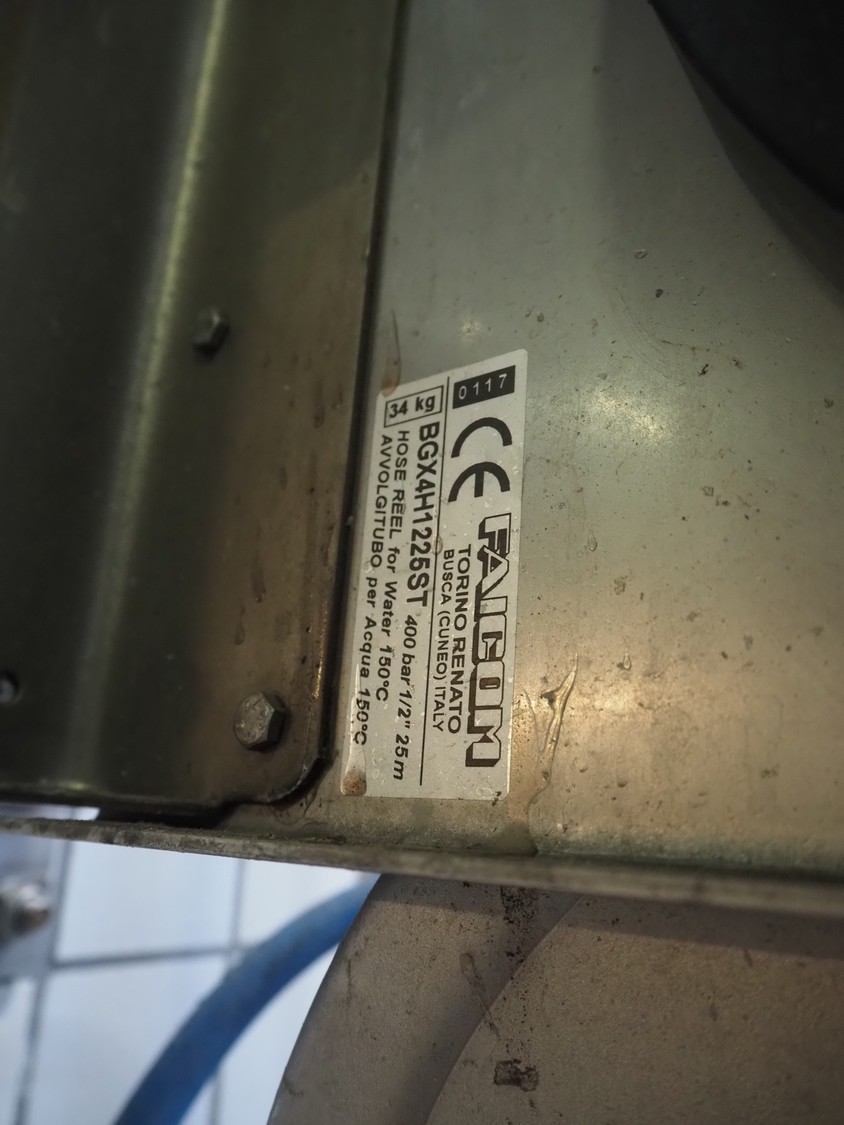 0117
CE FAICOM
TORINO RENATO
BUSCA (CUNEO) ITALY
34 kg
BGX4H1225ST 400 bar 1/2" 25m
HOSE REEL for Water 150°C
AVVOLGITUBO per Acqua 150°C